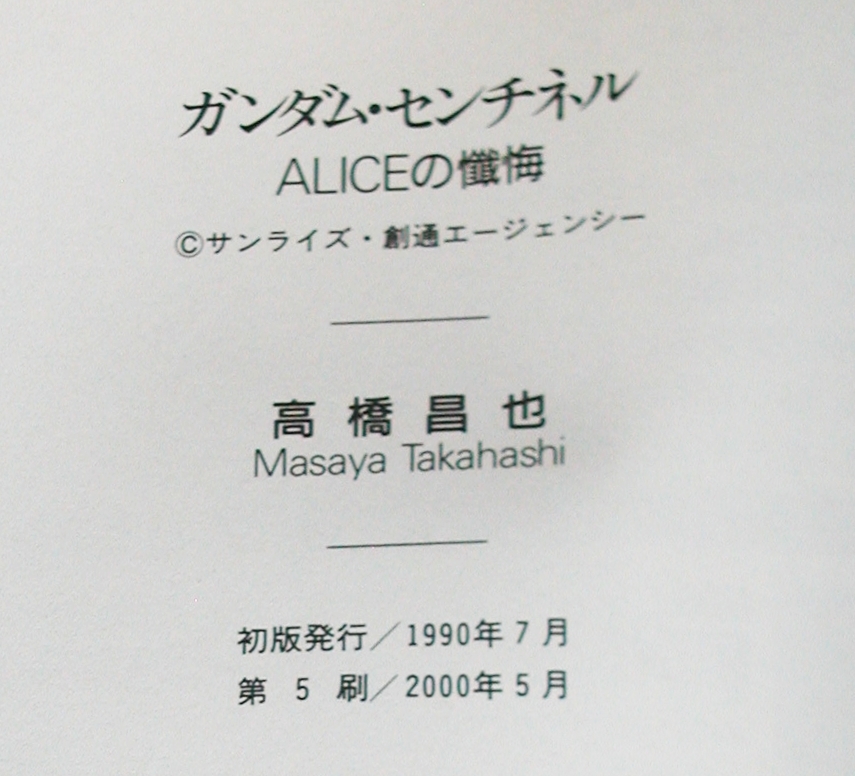 ガンダム・センチネル
ALICEの懺悔
©サンライズ・創通エージェンシー
高橋昌也
Masaya Takahashi
初版発行／1990年7月
第5刷／2000年5月